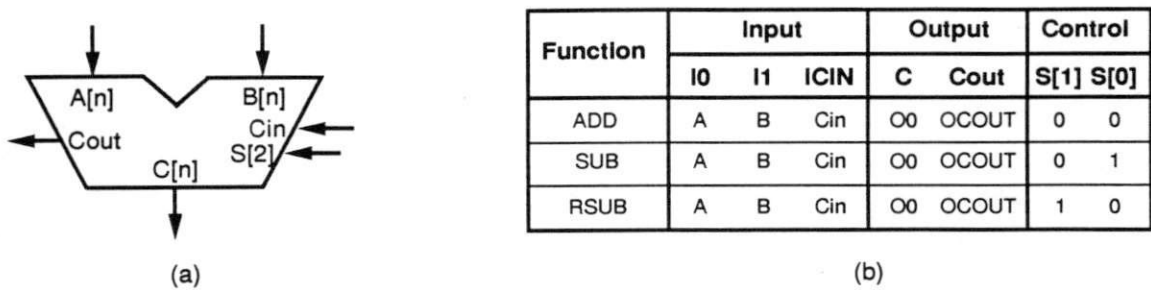 A[n] B[n]
Cout Cin
S[2]
C[n]
(a)
Function Input Output Control
I0 I1 ICIN C Cout S[1] S[0]
ADD A B Cin O0 OCOUT 0 0
SUB A B Cin O0 OCOUT 0 1
RSUB A B Cin O0 OCOUT 1 0
(b)